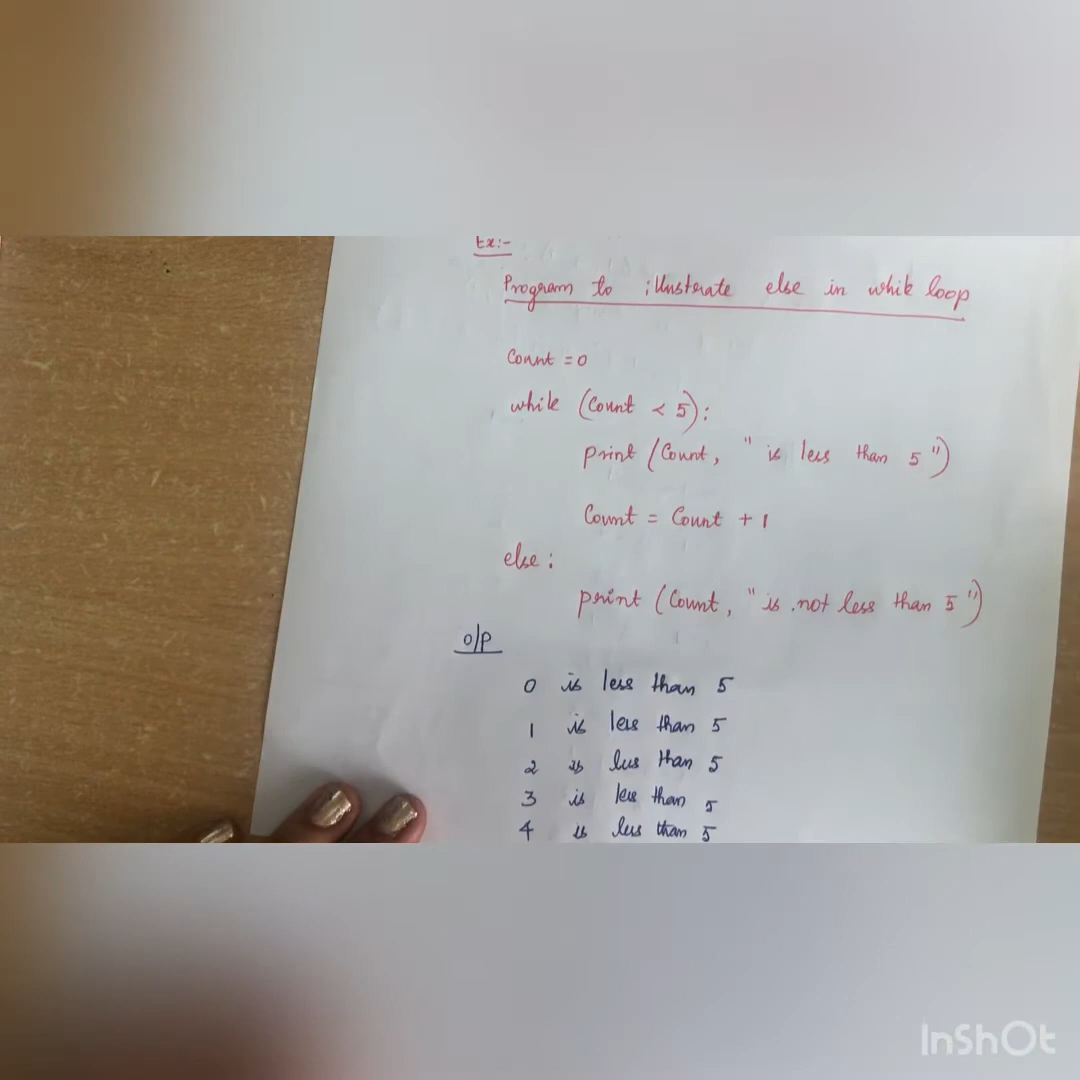 Ex:-
Program to illusterate else in while loop
Count = 0
while (Count < 5):
print (Count, " is less than 5 ")
Count = Count + 1
else:
print (Count, " is not less than 5 ")
o/p
0 is less than 5
1 is less than 5
2 is less than 5
3 is less than 5
4 is less than 5
InShOt